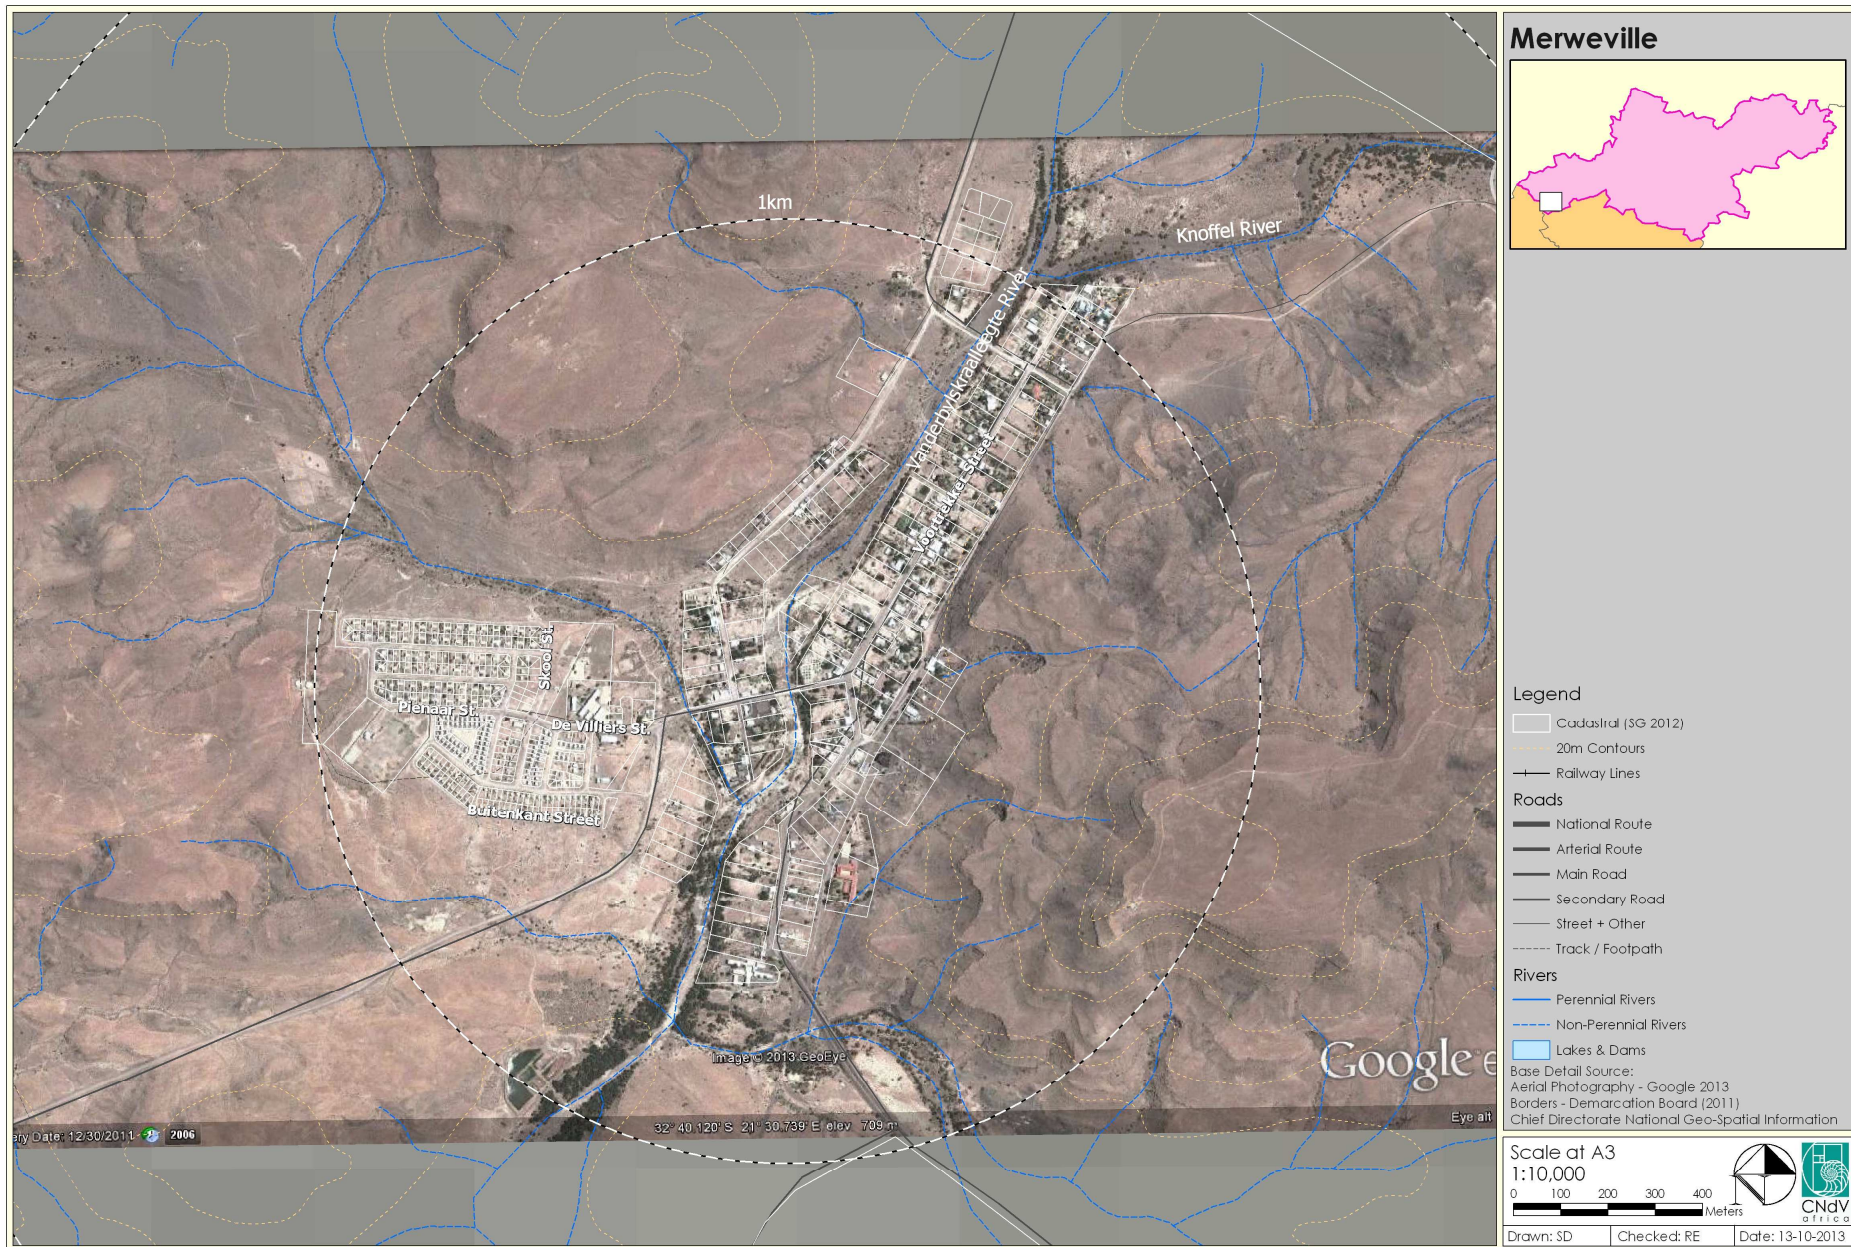 Merweville
1km
Knoffel River
Vanderbylskraalleegte River
Voortrekker Street
Skool St.
Pienaar St.
De Villiers St.
Buitenkant Street
Image © 2013 GeoEye
Google e
ery Date: 12/30/2011
2006
32° 40.120' S 21° 30.739' E elev 709 m
Eye alt
Legend
Cadastral (SG 2012)
20m Contours
Railway Lines
Roads
National Route
Arterial Route
Main Road
Secondary Road
Street + Other
Track / Footpath
Rivers
Perennial Rivers
Non-Perennial Rivers
Lakes & Dams
Base Detail Source:
Aerial Photography - Google 2013
Borders - Demarcation Board (2011)
Chief Directorate National Geo-Spatial Information
Scale at A3
1:10,000
0 100 200 300 400
Meters
CNdV
africa
Drawn: SD
Checked: RE
Date: 13-10-2013